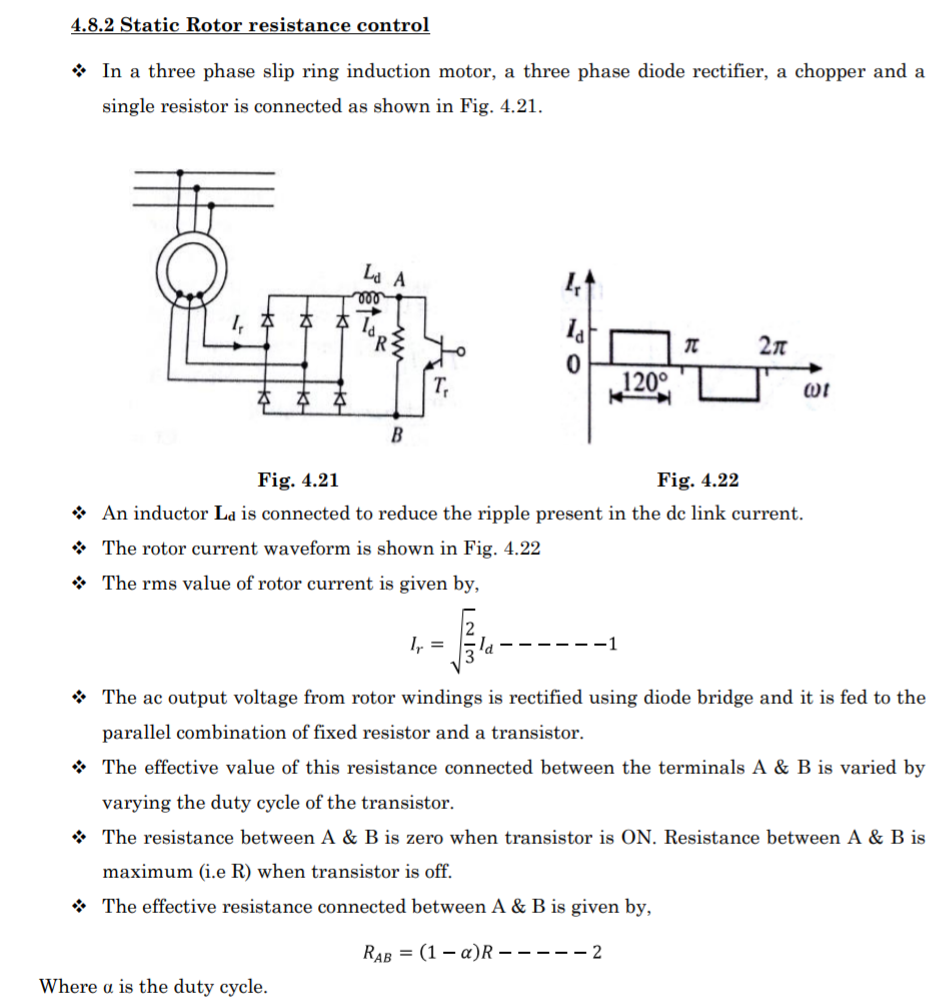 4.8.2 Static Rotor resistance control
❖ In a three phase slip ring induction motor, a three phase diode rectifier, a chopper and a
single resistor is connected as shown in Fig. 4.21.
Ld A
Ir
Id
R
Tr
B
Ir
Id
0
120°
π
2π
ωt
Fig. 4.21 Fig. 4.22
❖ An inductor Ld is connected to reduce the ripple present in the dc link current.
❖ The rotor current waveform is shown in Fig. 4.22
❖ The rms value of rotor current is given by,
Ir = √(2/3) Id − − − − − −1
❖ The ac output voltage from rotor windings is rectified using diode bridge and it is fed to the
parallel combination of fixed resistor and a transistor.
❖ The effective value of this resistance connected between the terminals A & B is varied by
varying the duty cycle of the transistor.
❖ The resistance between A & B is zero when transistor is ON. Resistance between A & B is
maximum (i.e R) when transistor is off.
❖ The effective resistance connected between A & B is given by,
RAB = (1 − α)R − − − − − 2
Where α is the duty cycle.